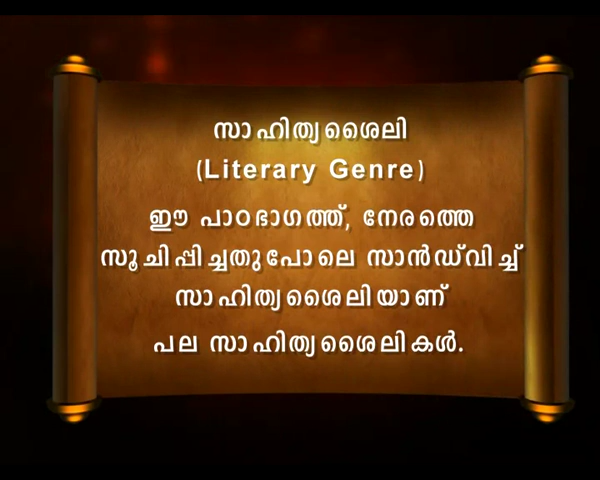 സാഹിത്യശൈലി
(Literary Genre)
ഈ പാഠഭാഗത്ത്, നേരത്തെ
സൂചിപ്പിച്ചതുപോലെ സാൻഡ്‌വിച്ച്
സാഹിത്യശൈലിയാണ്
പല സാഹിത്യശൈലികൾ.